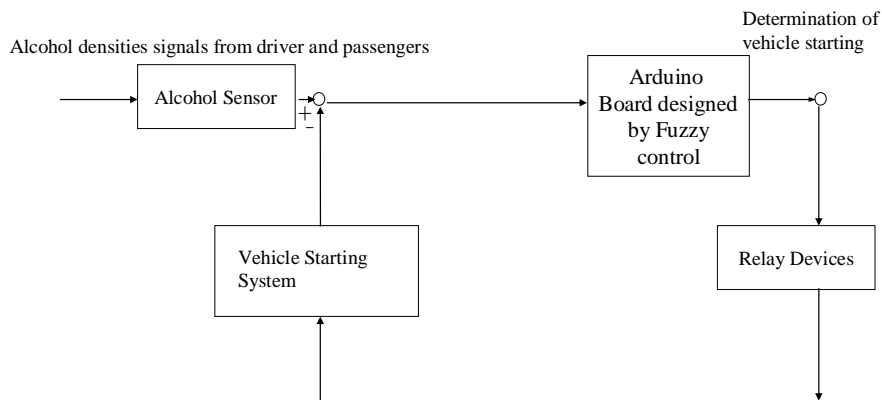 Determination of
vehicle starting
Alcohol densities signals from driver and passengers
Alcohol Sensor
+
-
Arduino
Board designed
by Fuzzy
control
Vehicle Starting
System
Relay Devices